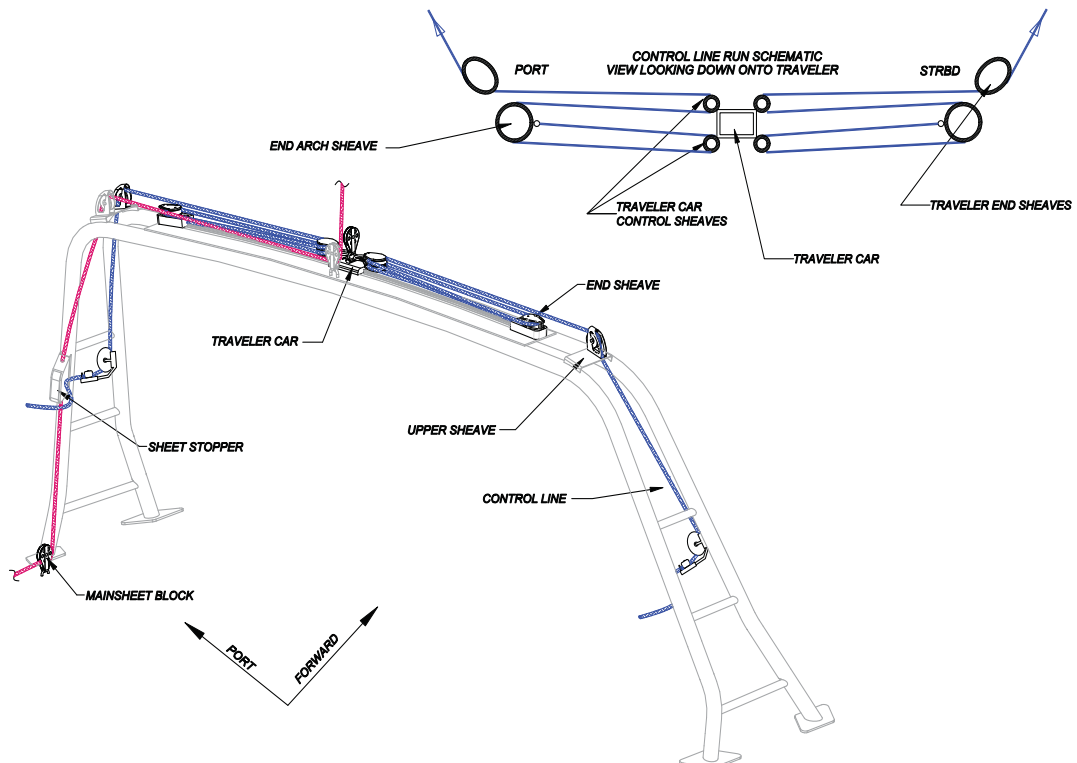 CONTROL LINE RUN SCHEMATIC
VIEW LOOKING DOWN ONTO TRAVELER
PORT
STRBD
END ARCH SHEAVE
TRAVELER CAR
CONTROL SHEAVES
TRAVELER END SHEAVES
TRAVELER CAR
END SHEAVE
TRAVELER CAR
UPPER SHEAVE
SHEET STOPPER
CONTROL LINE
MAINSHEET BLOCK
PORT
FORWARD